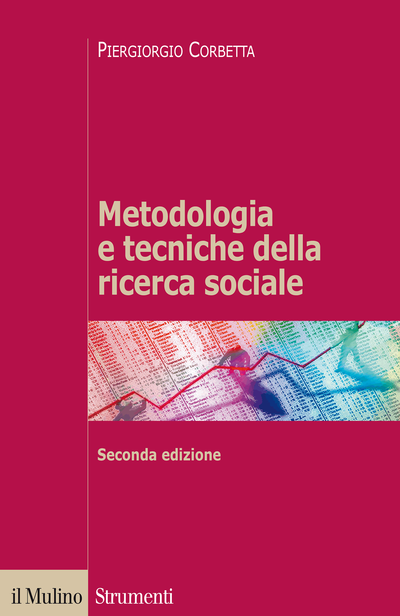 PIERGIORGIO CORBETTA
Metodologia
e tecniche della
ricerca sociale
Seconda edizione
il Mulino Strumenti